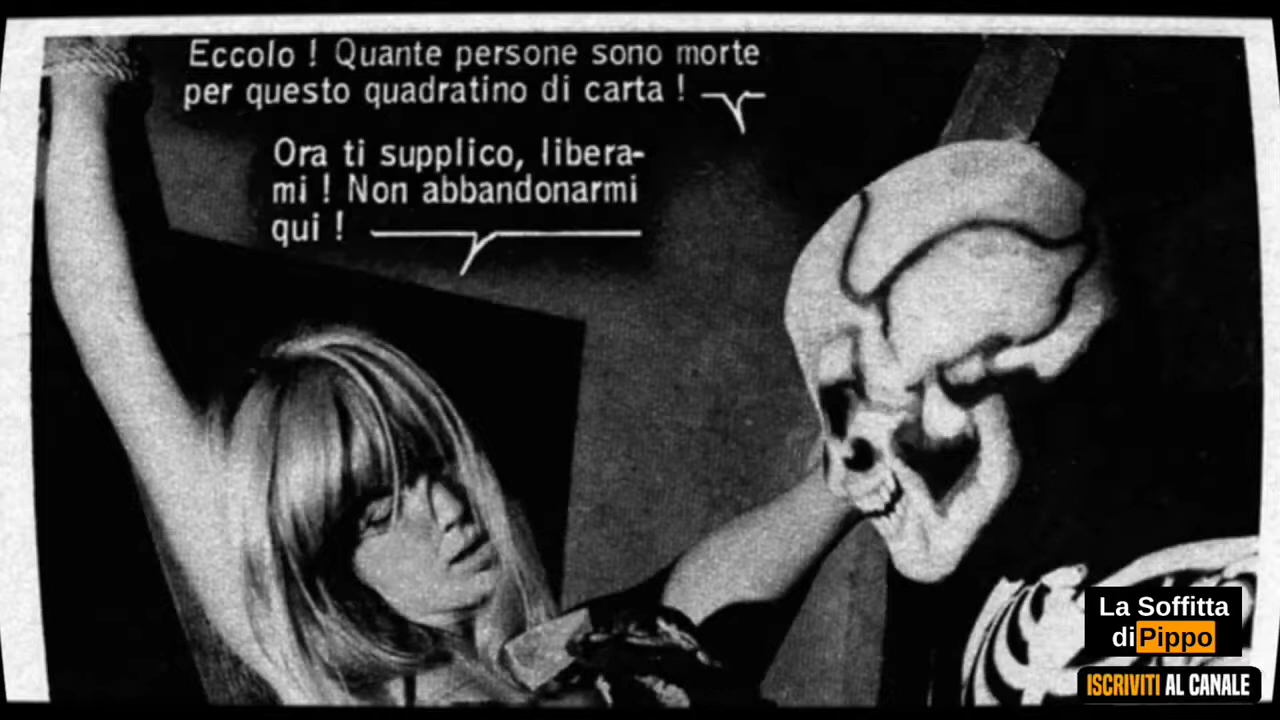 Eccolo ! Quante persone sono morte
per questo quadratino di carta !
Ora ti supplico, libera-
mi ! Non abbandonarmi
qui !
La Soffitta
di Pippo
ISCRIVITI AL CANALE